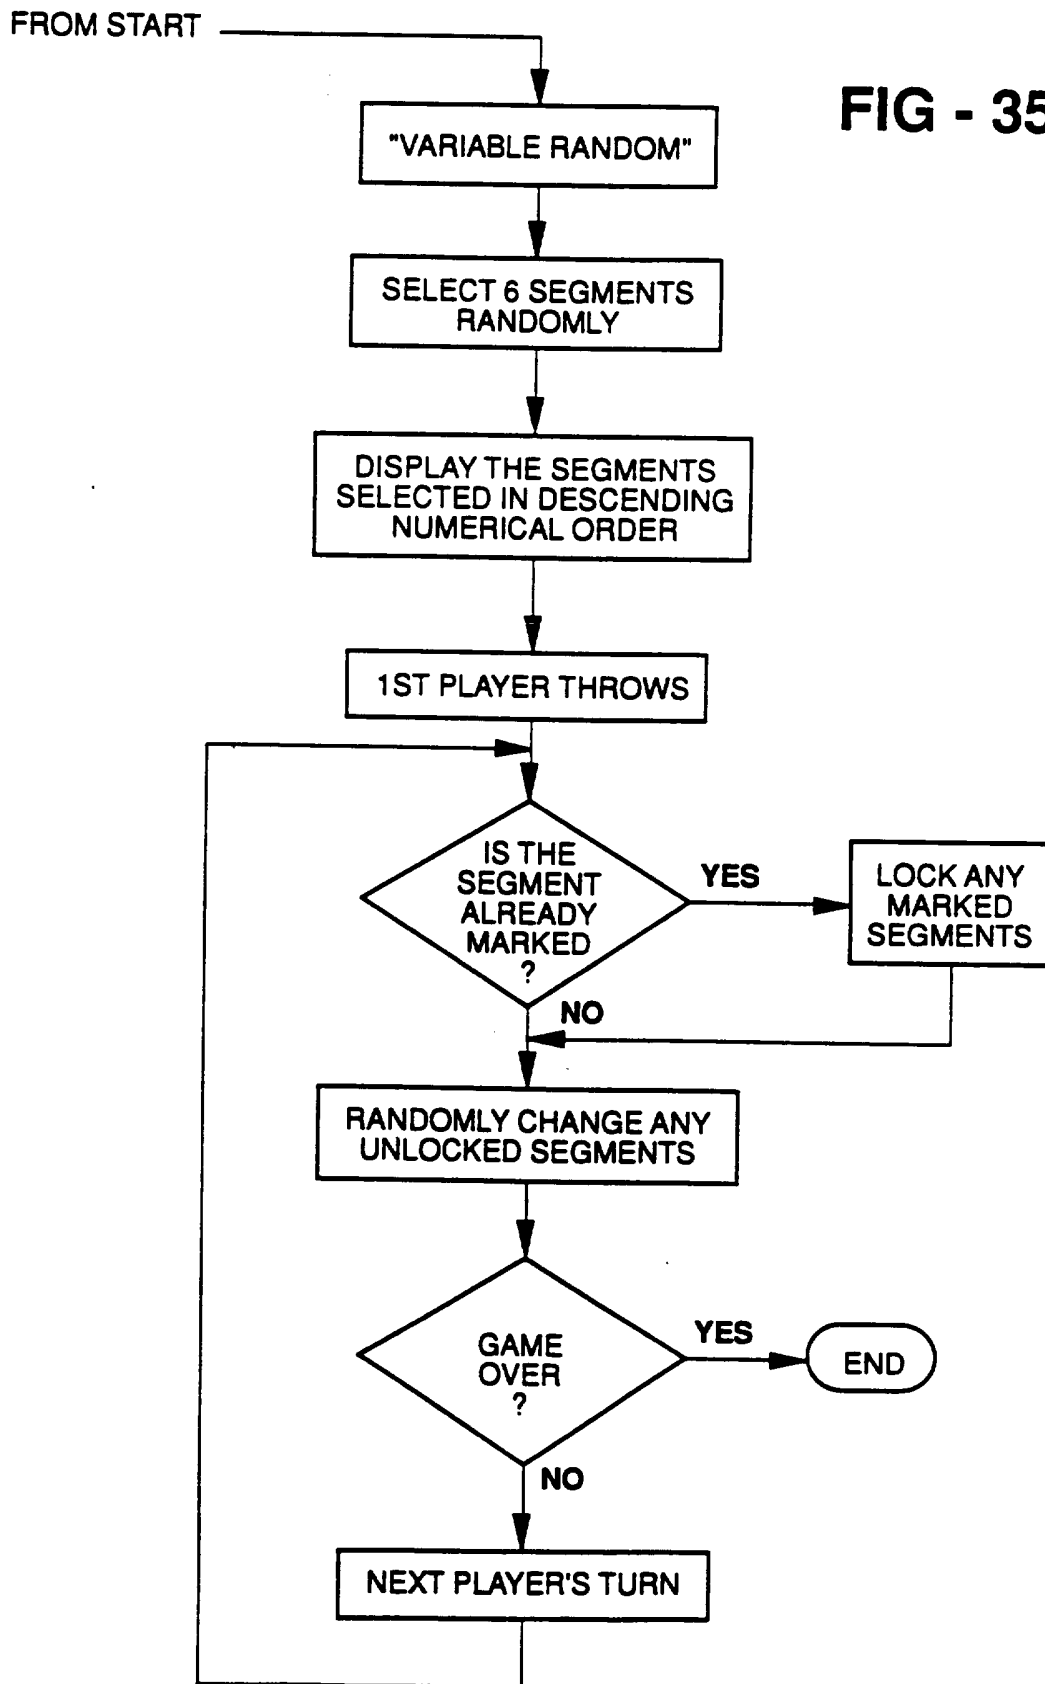 FROM START
FIG - 35
"VARIABLE RANDOM"
SELECT 6 SEGMENTS
RANDOMLY
DISPLAY THE SEGMENTS
SELECTED IN DESCENDING
NUMERICAL ORDER
1ST PLAYER THROWS
IS THE
SEGMENT
ALREADY
MARKED
?
YES
LOCK ANY
MARKED
SEGMENTS
NO
RANDOMLY CHANGE ANY
UNLOCKED SEGMENTS
GAME
OVER
?
YES
END
NO
NEXT PLAYER'S TURN